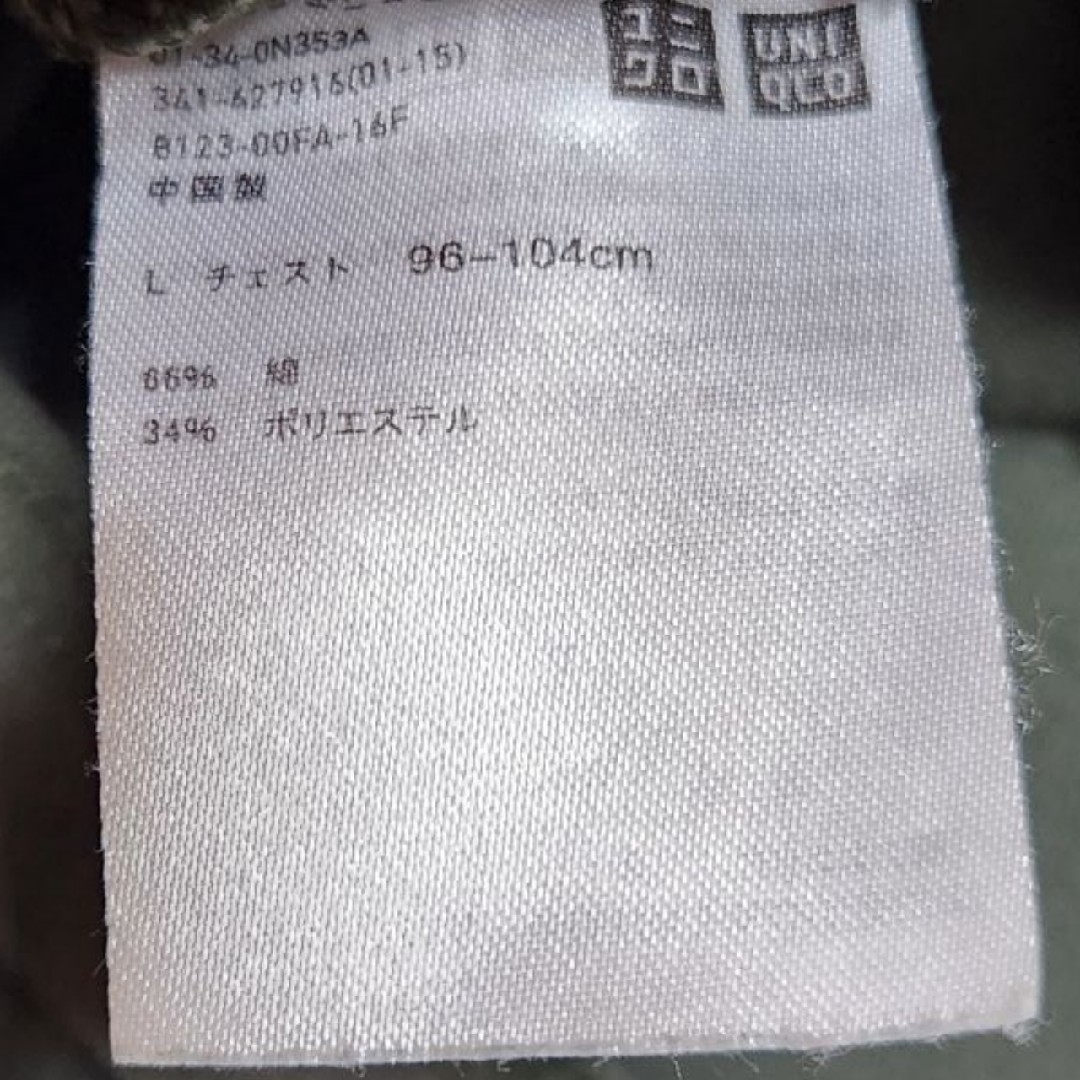 01-34-0N353A
341-427916(01-15)
8123-00FA-16F
中国製
ユニクロ
UNIQLO
L チェスト 96-104cm
66% 綿
34% ポリエステル